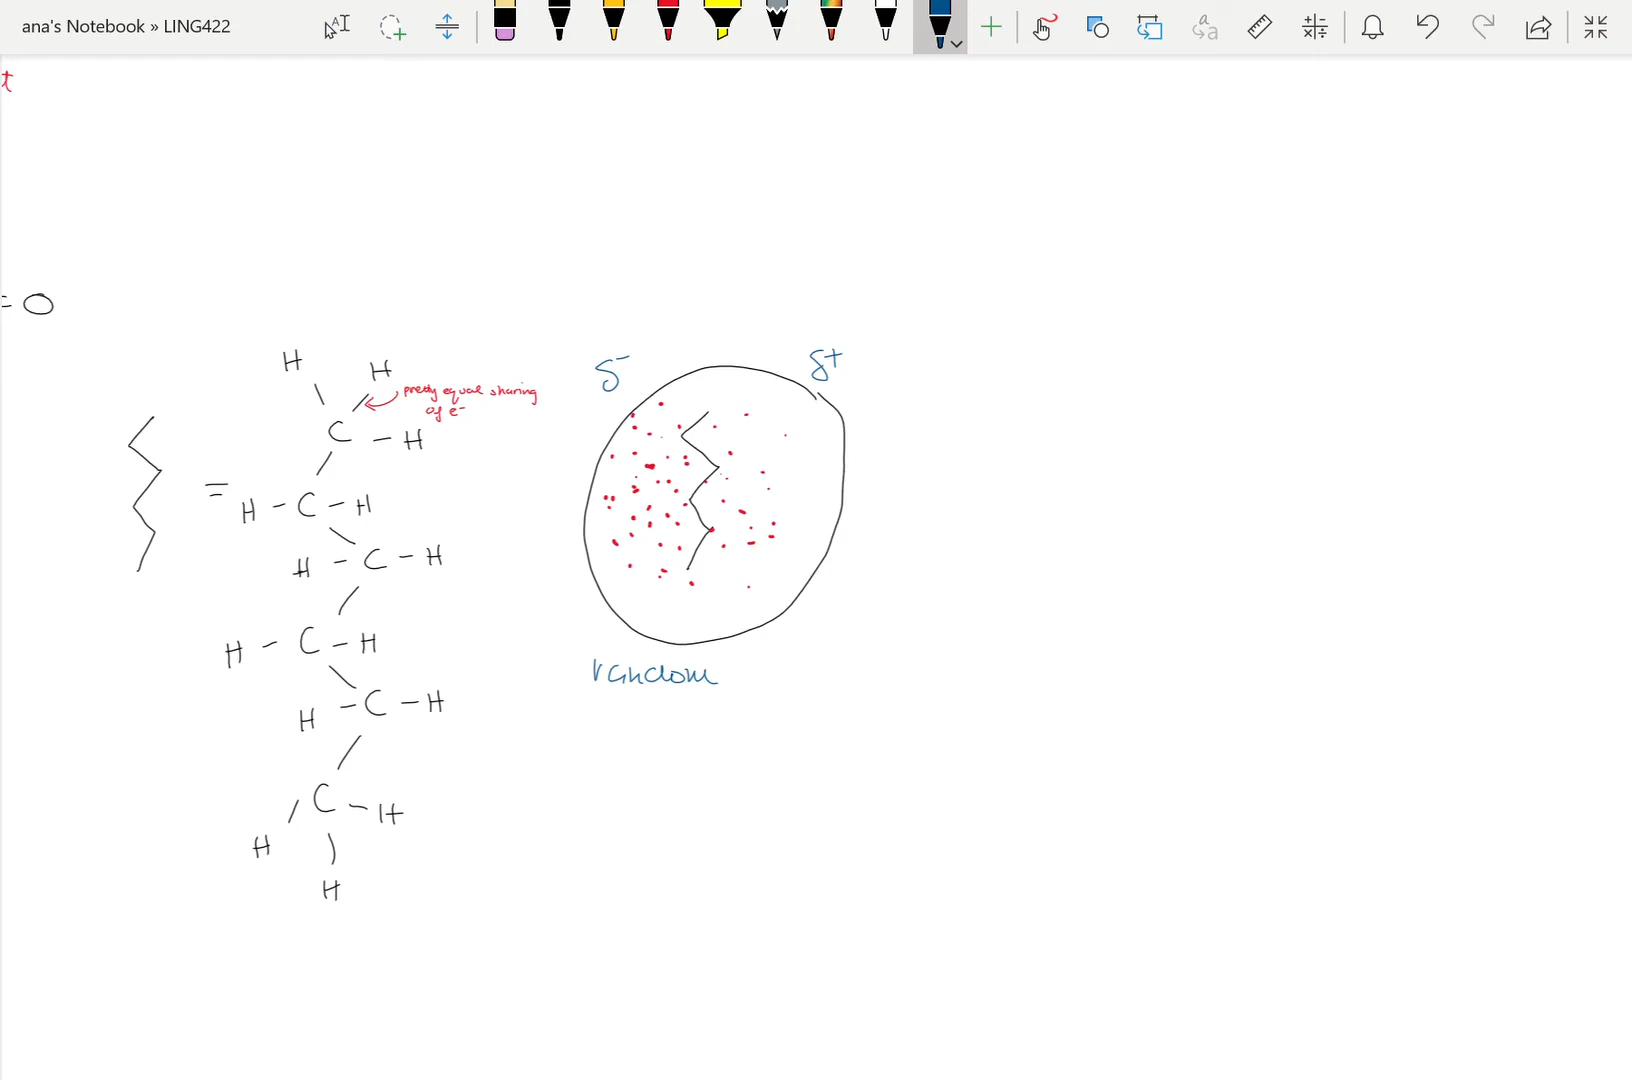 ana's Notebook » LING422
t
= O
H
H
pretty equal sharing
of e⁻
C - H
= H - C - H
H - C - H
H - C - H
H - C - H
C - H
H
H
δ⁻ δ+
random